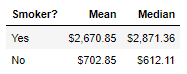 Smoker? Mean Median
Yes $2,670.85 $2,871.36
No $702.85 $612.11